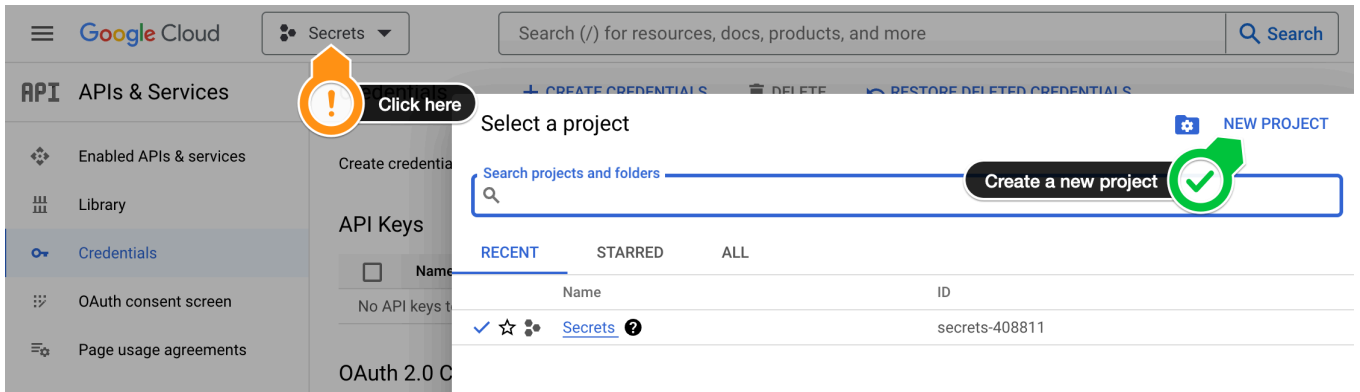 Google Cloud
Secrets
Search (/) for resources, docs, products, and more
Search
API APIs & Services
Credentials
CREATE CREDENTIALS
DELETE
RESTORE DELETED CREDENTIALS
Click here
Select a project
NEW PROJECT
Enabled APIs & services
Create credentia
Search projects and folders
Create a new project
Library
API Keys
Credentials
RECENT
STARRED
ALL
Name
Name
ID
OAuth consent screen
No API keys t
Secrets
secrets-408811
Page usage agreements
OAuth 2.0 C